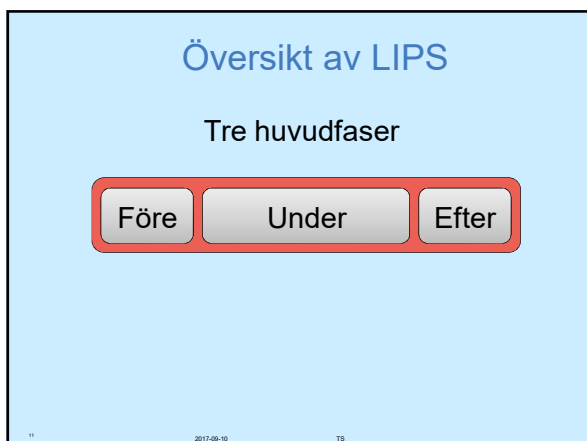 Översikt av LIPS
Tre huvudfaser
Före Under Efter
11 2017-09-10 TS